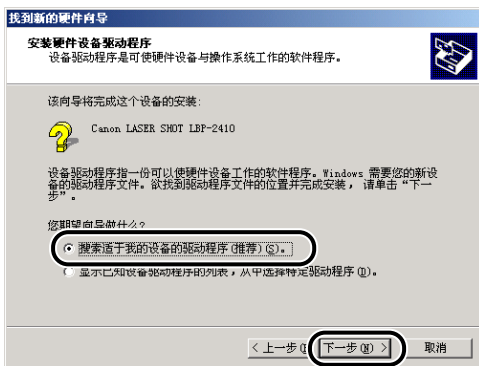 找到新的硬件向导
安装硬件设备驱动程序
设备驱动程序是可使硬件设备与操作系统工作的软件程序。
该向导将完成这个设备的安装:
Canon LASER SHOT LBP-2410
设备驱动程序指一份可以使硬件设备工作的软件程序。Windows 需要您的新设
备的驱动程序文件。欲找到驱动程序文件的位置并完成安装，请单击“下一
步”。
您期望向导做什么?
搜索适于我的设备的驱动程序(推荐)(S)。
显示已知设备驱动程序的列表，从中选择特定驱动程序(D)。
< 上一步
下一步(N) >
取消